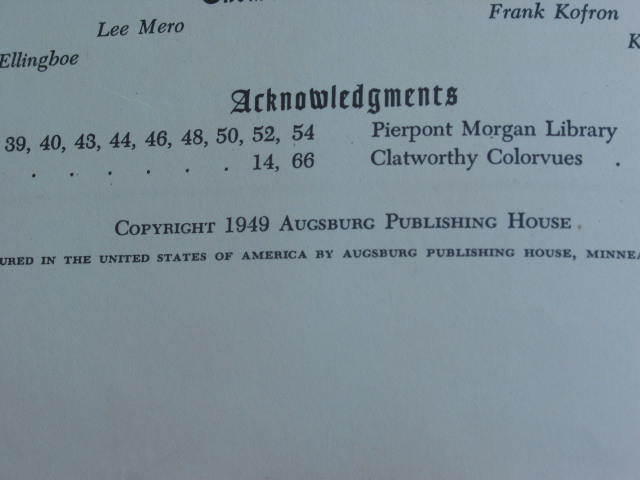 Frank Kofron
Lee Mero
K
Ellingboe
Acknowledgments
39, 40, 43, 44, 46, 48, 50, 52, 54 Pierpont Morgan Library
. . . . . . 14, 66 Clatworthy Colorvues .
COPYRIGHT 1949 AUGSBURG PUBLISHING HOUSE.
URED IN THE UNITED STATES OF AMERICA BY AUGSBURG PUBLISHING HOUSE, MINNEA